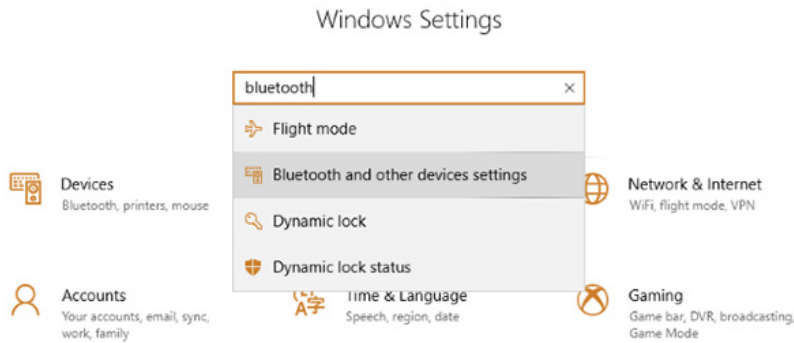 Windows Settings
bluetooth
Flight mode
Bluetooth and other devices settings
Dynamic lock
Dynamic lock status
Devices
Bluetooth, printers, mouse
Network & Internet
WiFi, flight mode, VPN
Accounts
Your accounts, email, sync,
work, family
A字
Time & Language
Speech, region, date
Gaming
Game bar, DVR, broadcasting,
Game Mode